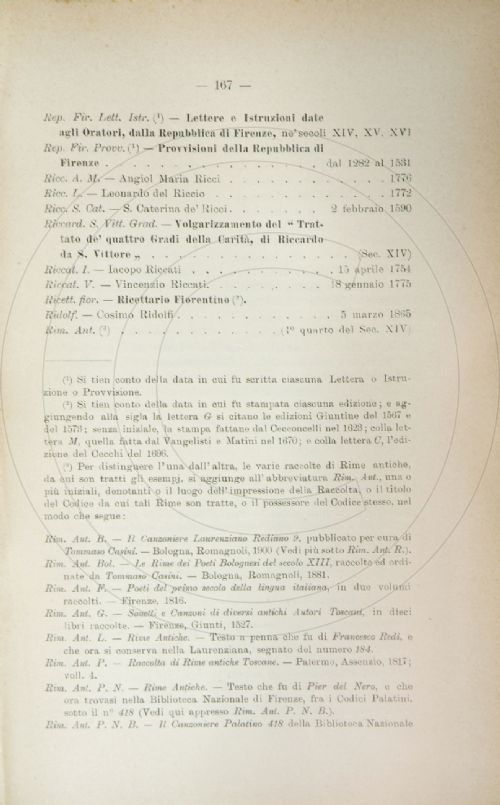 — 167 —
Rep. Fir. Lett. Istr. (¹) — Lettere e Istruzioni date
agli Oratori, dalla Repubblica di Firenze, ne' secoli XIV, XV, XVI
Rep. Fir. Provv. (¹) — Provvisioni della Repubblica di
Firenze . . . . . . . . . . . . . dal 1282 al 1531
Ricc. A. M. — Angiol Maria Ricci . . . . . . . . . 1776
Ricc. L. — Leonardo del Riccio . . . . . . . . . . 1772
Ricc. S. Cat. — S. Caterina de' Ricci . . . . . . 2 febbraio 1590
Riccard. S. Vitt. Grad. — Volgarizzamento del " Trat-
tato de' quattro Gradi della Carità, di Riccardo
da S. Vittore „ . . . . . . . . . . . . (Sec. XIV)
Riccat. I. — Iacopo Riccati . . . . . . . . 15 aprile 1754
Riccat. V. — Vincenzio Riccati. . . . . . . 18 gennaio 1775
Ricett. fior. — Ricettario Fiorentino (²).
Ridolf. — Cosimo Ridolfi . . . . . . . . . 5 marzo 1865
Rim. Ant. (³) . . . . . . . . . . (1° quarto del Sec. XIV)
(¹) Si tien conto della data in cui fu scritta ciascuna Lettera o Istru-
zione o Provvisione.
(²) Si tien conto della data in cui fu stampata ciascuna edizione; e ag-
giungendo alla sigla la lettera G si citano le edizioni Giuntine del 1567 e
del 1573; senza iniziale, la stampa fattane dal Cecconcelli nel 1623; colla let-
tera M, quella fatta dal Vangelisti e Matini nel 1670; e colla lettera C, l'edi-
zione del Cecchi del 1696.
(³) Per distinguere l'una dall'altra, le varie raccolte di Rime antiche,
da cui son tratti gli esempj, si aggiunge all'abbreviatura Rim. Ant., una o
più iniziali, denotanti o il luogo dell'impressione della Raccolta, o il titolo
del Codice da cui tali Rime son tratte, o il possessore del Codice stesso, nel
modo che segue:
Rim. Ant. B. — Il Canzoniere Laurenziano Rediano 9, pubblicato per cura di
Tommaso Casini. — Bologna, Romagnoli, 1900 (Vedi più sotto Rim. Ant. R.).
Rim. Ant. Bol. — Le Rime dei Poeti Bolognesi del secolo XIII, raccolte ed ordi-
nate da Tommaso Casini. — Bologna, Romagnoli, 1881.
Rim. Ant. F. — Poeti del primo secolo della lingua italiana, in due volumi
raccolti. — Firenze, 1816.
Rim. Ant. G. — Sonetti e Canzoni di diversi antichi Autori Toscani, in dieci
libri raccolte. — Firenze, Giunti, 1527.
Rim. Ant. L. — Rime Antiche. — Testo a penna che fu di Francesco Redi, e
che ora si conserva nella Laurenziana, segnato del numero 184.
Rim. Ant. P. — Raccolta di Rime antiche Toscane. — Palermo, Assenzio, 1817;
voll. 4.
Rim. Ant. P. N. — Rime Antiche. — Testo che fu di Pier del Nero, e che
ora trovasi nella Biblioteca Nazionale di Firenze, fra i Codici Palatini,
sotto il n° 418 (Vedi qui appresso Rim. Ant. P. N. B.).
Rim. Ant. P. N. B. — Il Canzoniere Palatino 418 della Biblioteca Nazionale